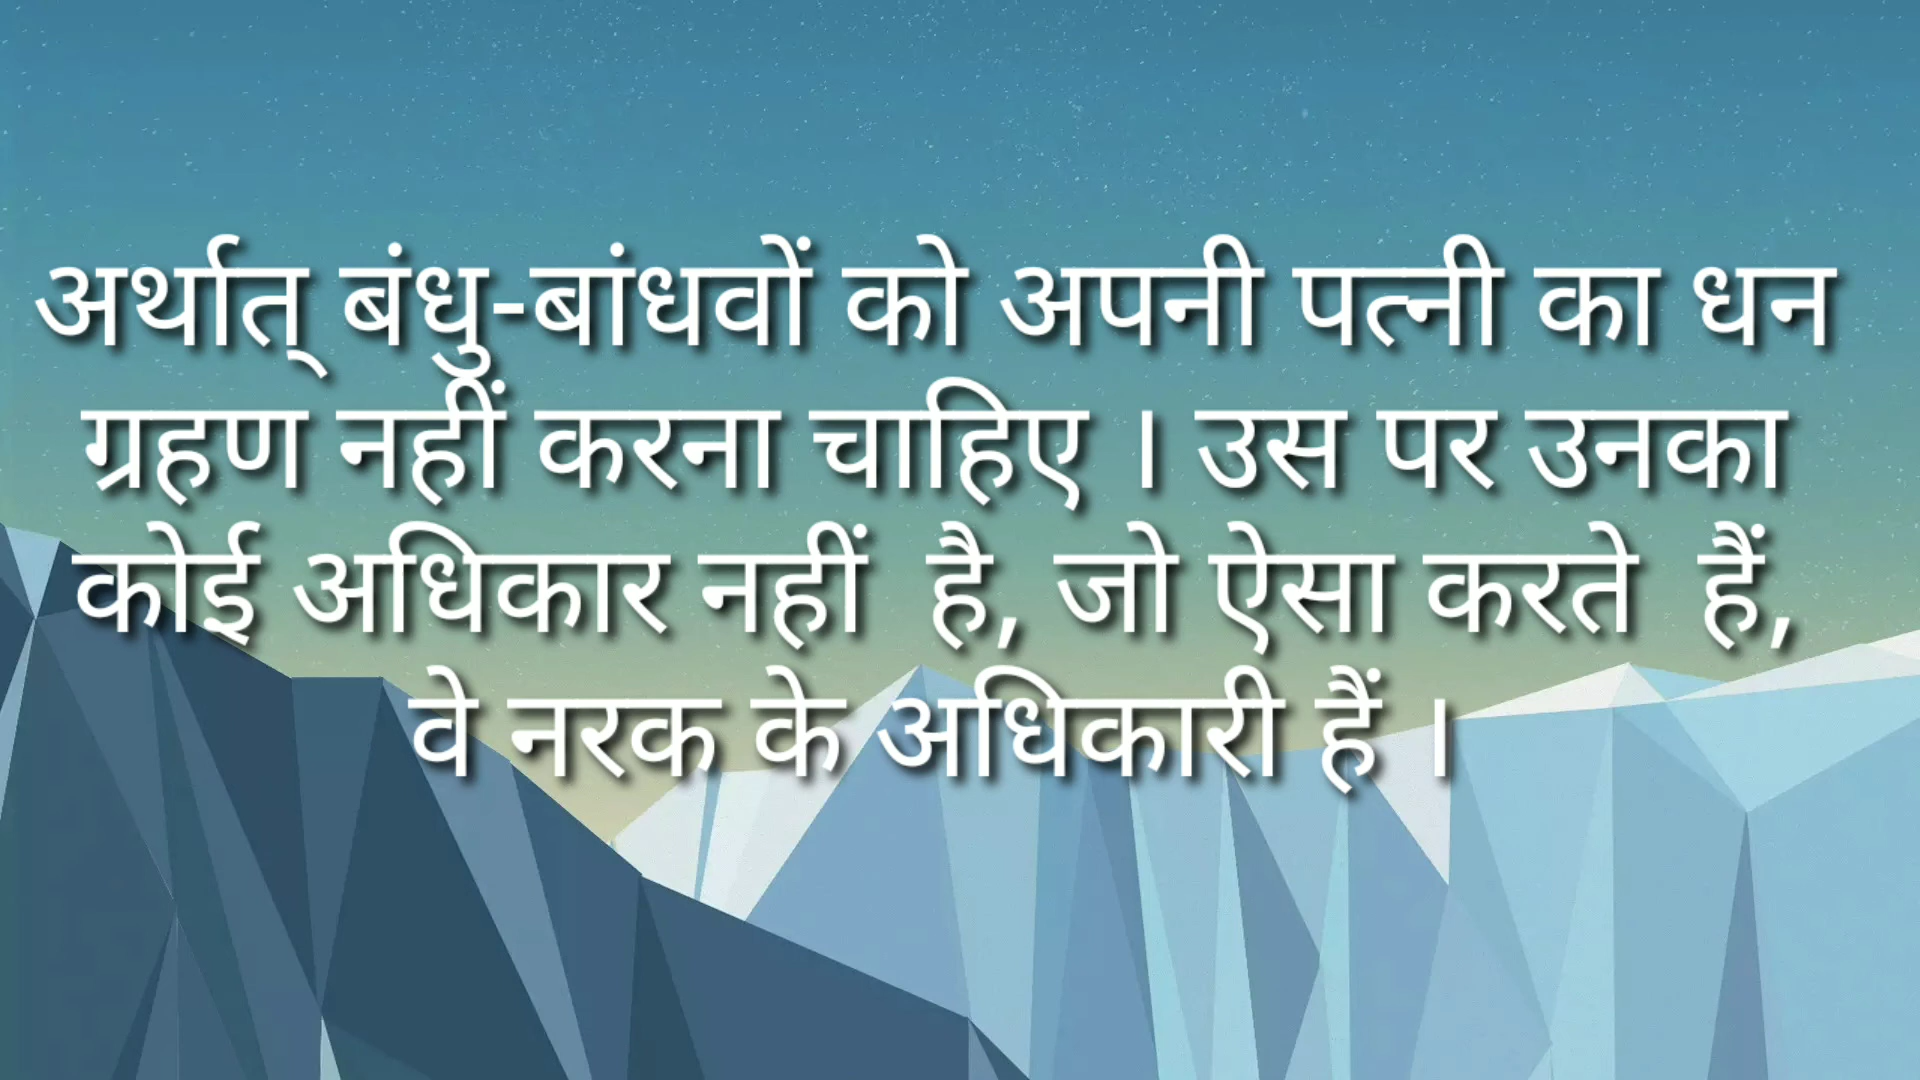 अर्थात् बंधु-बांधवों को अपनी पत्नी का धन
ग्रहण नहीं करना चाहिए । उस पर उनका
कोई अधिकार नहीं  है, जो ऐसा करते  हैं,
वे नरक के अधिकारी हैं ।